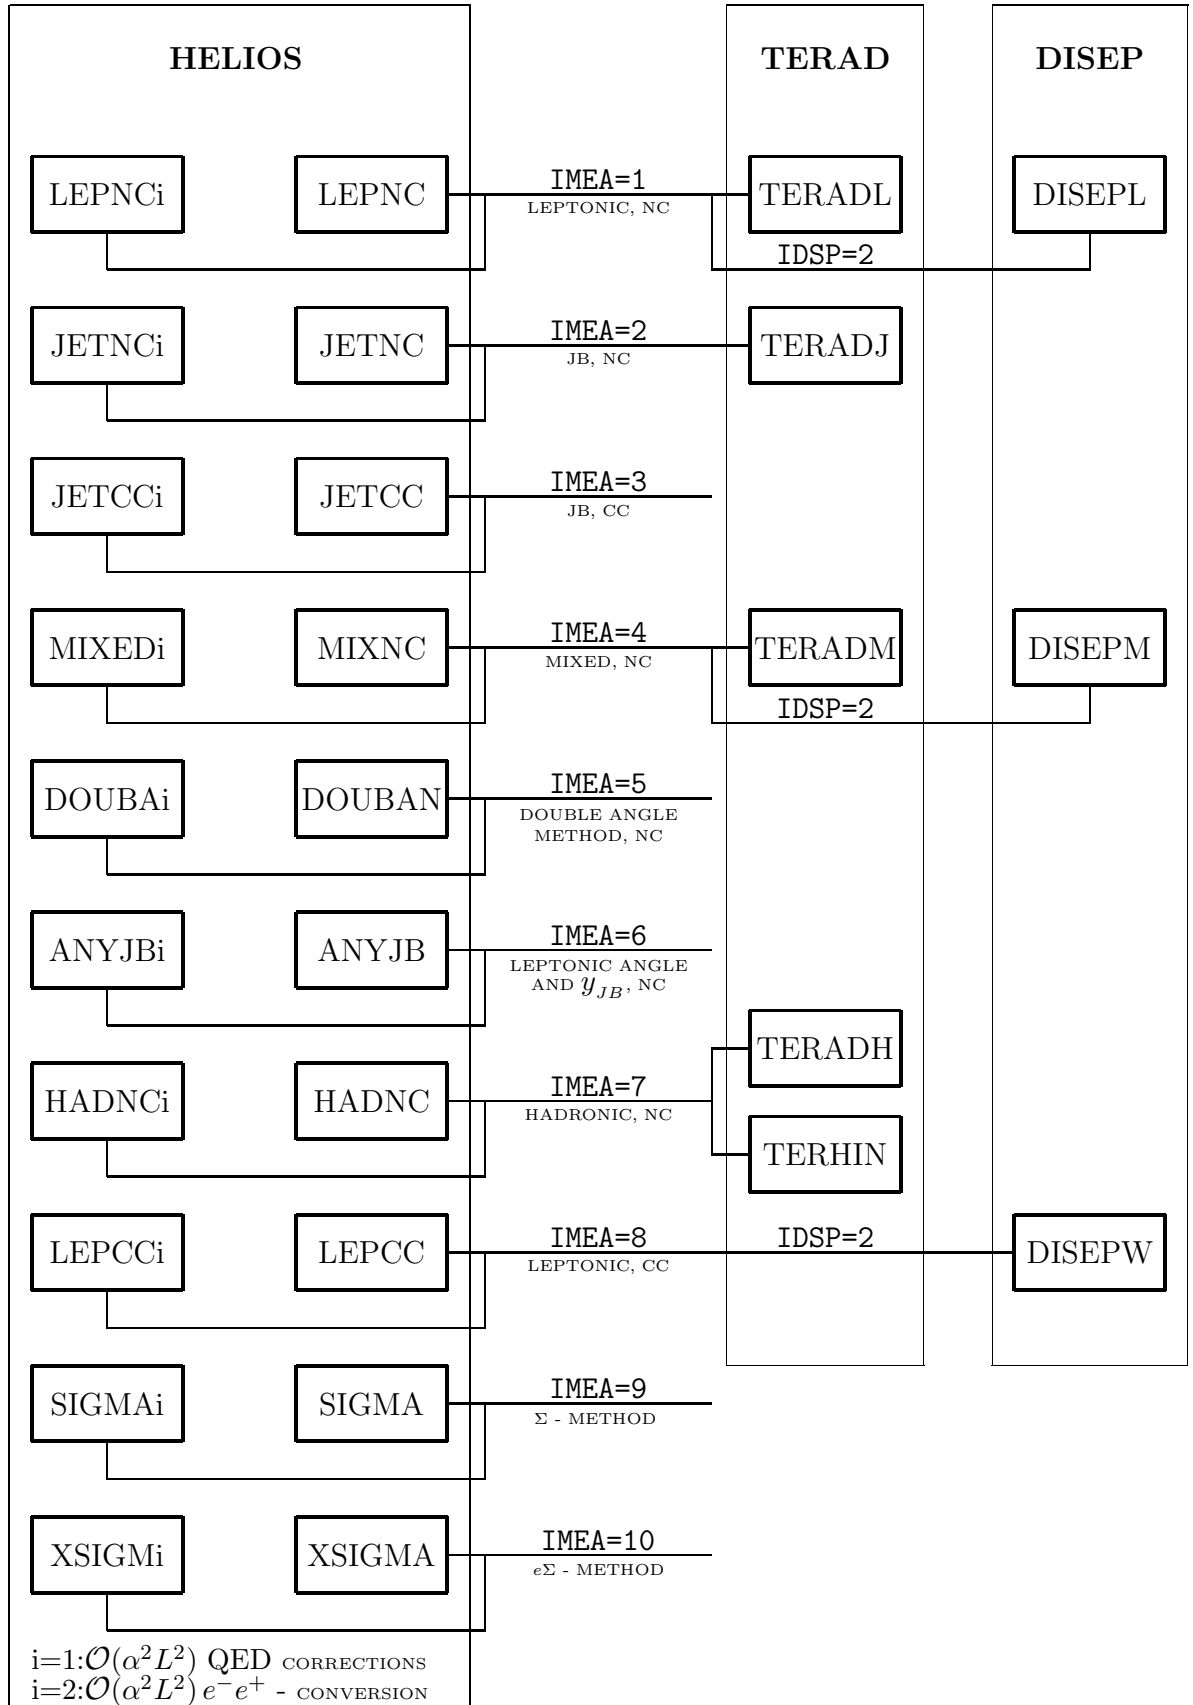 HELIOS TERAD DISEP
LEPNCi LEPNC IMEA=1 TERADL DISEPL
LEPTONIC, NC
IDSP=2
JETNCi JETNC IMEA=2 TERADJ
JB, NC
JETCCi JETCC IMEA=3
JB, CC
MIXEDi MIXNC IMEA=4 TERADM DISEPM
MIXED, NC
IDSP=2
DOUBAi DOUBAN IMEA=5
DOUBLE ANGLE
METHOD, NC
ANYJBi ANYJB IMEA=6
LEPTONIC ANGLE
AND y_{JB}, NC
TERADH
HADNCi HADNC IMEA=7
HADRONIC, NC
TERHIN
LEPCCi LEPCC IMEA=8 IDSP=2 DISEPW
LEPTONIC, CC
SIGMAi SIGMA IMEA=9
Σ - METHOD
XSIGMi XSIGMA IMEA=10
eΣ - METHOD
i=1:𝒪(α²L²) QED CORRECTIONS
i=2:𝒪(α²L²) e⁻e⁺ - CONVERSION